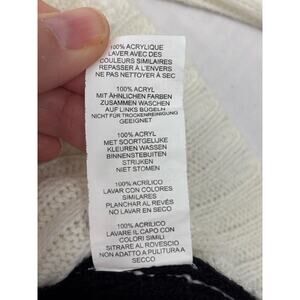 100% ACRYLIQUE
LAVER AVEC DES
COULEURS SIMILAIRES
REPASSER À L'ENVERS
NE PAS NETTOYER À SEC
100% ACRYL
MIT ÄHNLICHEN FARBEN
ZUSAMMEN WASCHEN
AUF LINKS BÜGELN
NICHT FÜR TROCKENREINIGUNG
GEEIGNET
100% ACRYL
MET SOORTGELIJKE
KLEUREN WASSEN
BINNENSTEBUITEN
STRIJKEN
NIET STOMEN
100% ACRILICO
LAVAR CON COLORES
SIMILARES
PLANCHAR AL REVÉS
NO LAVAR EN SECO
100% ACRILICO
LAVARE IL CAPO CON
COLORI SIMILI
STIRARE AL ROVESCIO
NON ADATTO A PULITURA A
SECCO